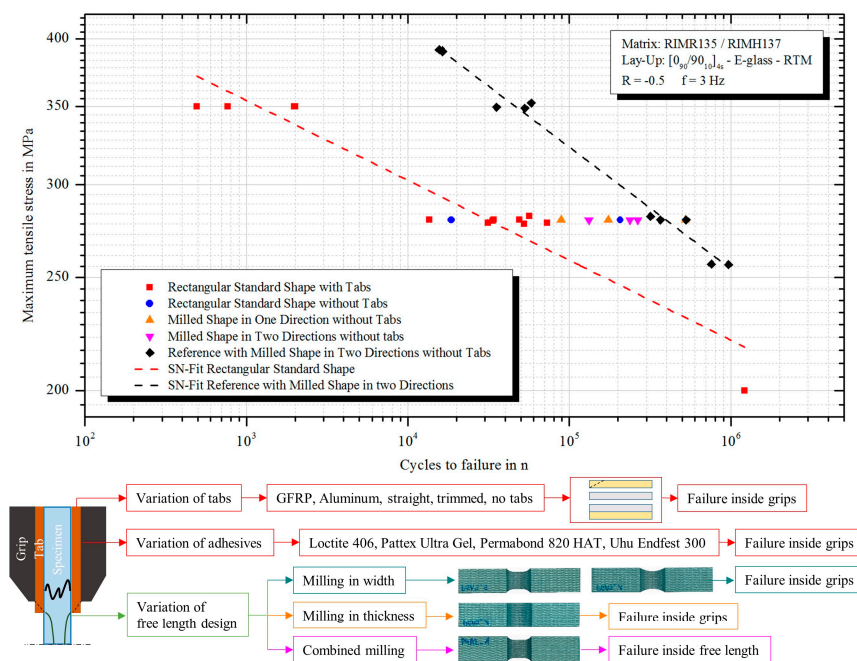 400
350
300
250
200
Maximum tensile stress in MPa
Matrix: RIMR135 / RIMH137
Lay-Up: [0₉₀/90₁₀]₄ₛ - E-glass - RTM
R = -0.5 f = 3 Hz
Rectangular Standard Shape with Tabs
Rectangular Standard Shape without Tabs
Milled Shape in One Direction without Tabs
Milled Shape in Two Directions without tabs
Reference with Milled Shape in Two Directions without Tabs
SN-Fit Rectangular Standard Shape
SN-Fit Reference with Milled Shape in two Directions
10² 10³ 10⁴ 10⁵ 10⁶
Cycles to failure in n
Grip
Tab
Specimen
Variation of tabs
GFRP, Aluminum, straight, trimmed, no tabs
Failure inside grips
Variation of adhesives
Loctite 406, Pattex Ultra Gel, Permabond 820 HAT, Uhu Endfest 300
Failure inside grips
Variation of
free length design
Milling in width
Failure inside grips
Milling in thickness
Failure inside grips
Combined milling
Failure inside free length